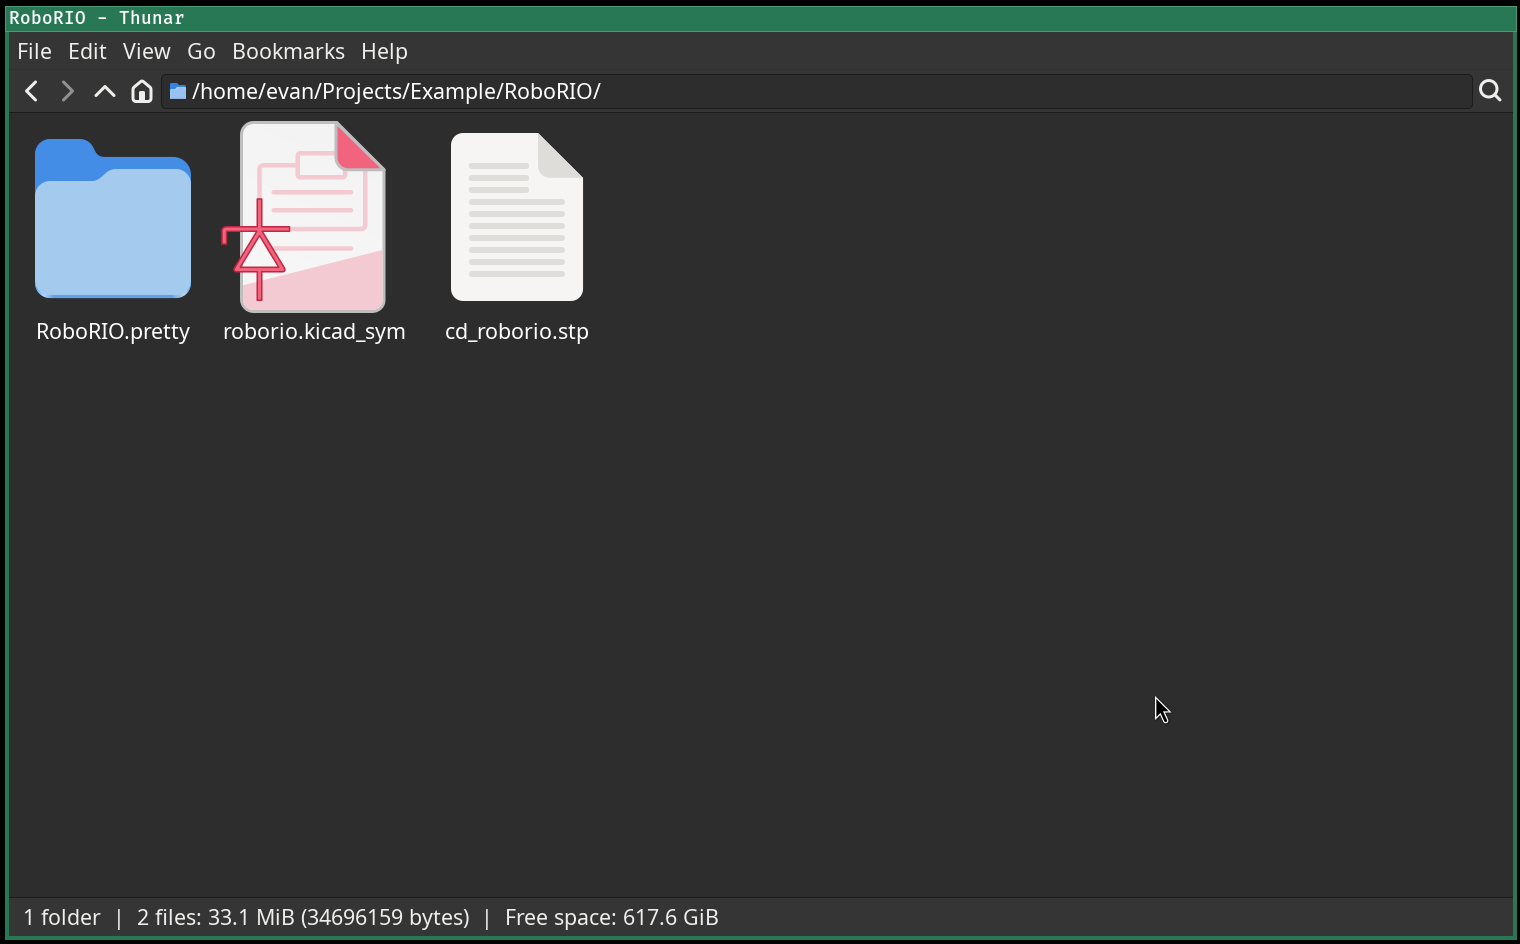 RoboRIO - Thunar
File Edit View Go Bookmarks Help
/home/evan/Projects/Example/RoboRIO/
RoboRIO.pretty roborio.kicad_sym cd_roborio.stp
1 folder | 2 files: 33.1 MiB (34696159 bytes) | Free space: 617.6 GiB